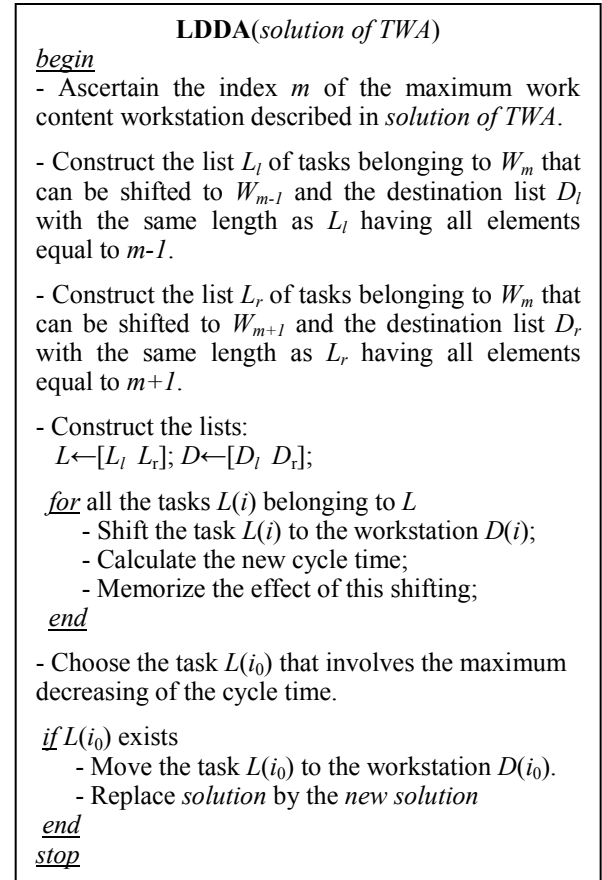 LDDA(solution of TWA)
begin
- Ascertain the index m of the maximum work
content workstation described in solution of TWA.
- Construct the list Ll of tasks belonging to Wm that
can be shifted to Wm-1 and the destination list Dl
with the same length as Ll having all elements
equal to m-1.
- Construct the list Lr of tasks belonging to Wm that
can be shifted to Wm+1 and the destination list Dr
with the same length as Lr having all elements
equal to m+1.
- Construct the lists:
L←[Ll Lr]; D←[Dl Dr];
for all the tasks L(i) belonging to L
- Shift the task L(i) to the workstation D(i);
- Calculate the new cycle time;
- Memorize the effect of this shifting;
end
- Choose the task L(i0) that involves the maximum
decreasing of the cycle time.
if L(i0) exists
- Move the task L(i0) to the workstation D(i0).
- Replace solution by the new solution
end
stop